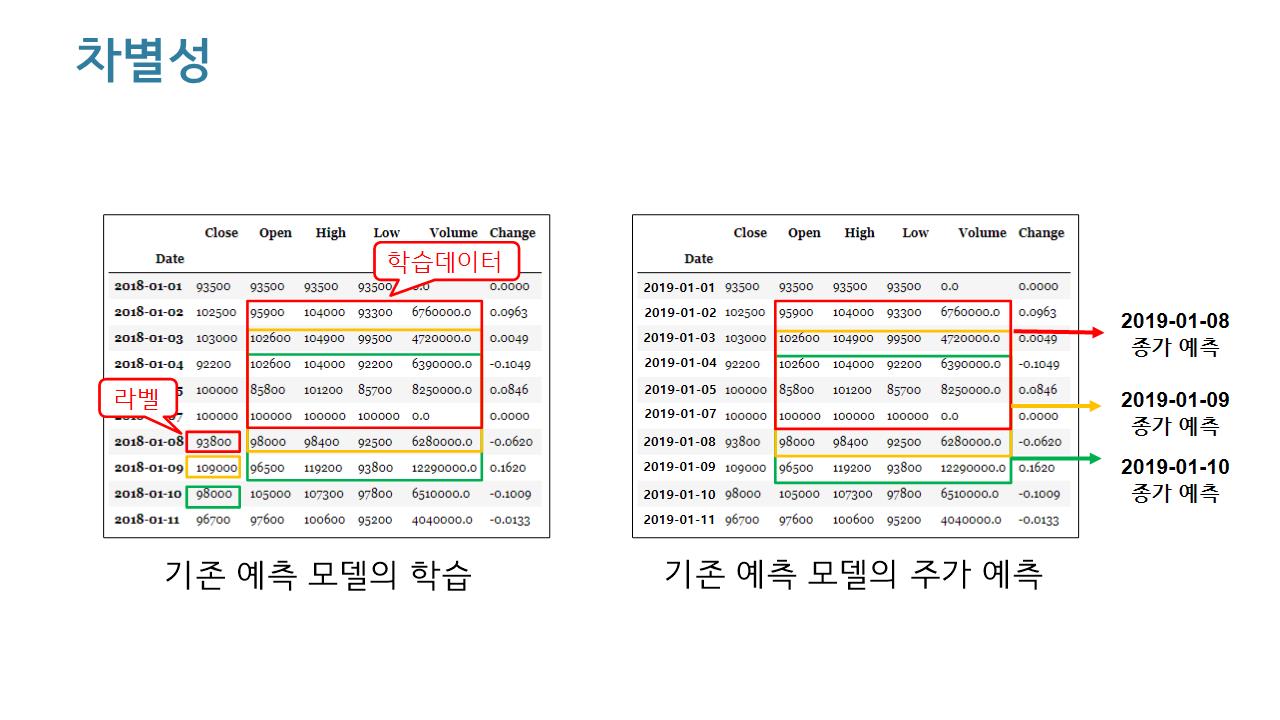 차별성
Close Open High Low Volume Change
Date
학습데이터
2018-01-01 93500 93500 93500 93500 0.0 0.0000
2018-01-02 102500 95900 104000 93300 6760000.0 0.0963
2018-01-03 103000 102600 104900 99500 4720000.0 0.0049
2018-01-04 92200 102600 104000 92200 6390000.0 -0.1049
5 100000 85800 101200 85700 8250000.0 0.0846
라벨
7 100000 100000 100000 100000 0.0 0.0000
2018-01-08 93800 98000 98400 92500 6280000.0 -0.0620
2018-01-09 109000 96500 119200 93800 12290000.0 0.1620
2018-01-10 98000 105000 107300 97800 6510000.0 -0.1009
2018-01-11 96700 97600 100600 95200 4040000.0 -0.0133
기존 예측 모델의 학습
Close Open High Low Volume Change
Date
2019-01-01 93500 93500 93500 93500 0.0 0.0000
2019-01-02 102500 95900 104000 93300 6760000.0 0.0963
2019-01-03 103000 102600 104900 99500 4720000.0 0.0049
2019-01-04 92200 102600 104000 92200 6390000.0 -0.1049
2019-01-05 100000 85800 101200 85700 8250000.0 0.0846
2019-01-07 100000 100000 100000 100000 0.0 0.0000
2019-01-08 93800 98000 98400 92500 6280000.0 -0.0620
2019-01-09 109000 96500 119200 93800 12290000.0 0.1620
2019-01-10 98000 105000 107300 97800 6510000.0 -0.1009
2019-01-11 96700 97600 100600 95200 4040000.0 -0.0133
기존 예측 모델의 주가 예측
2019-01-08
종가 예측
2019-01-09
종가 예측
2019-01-10
종가 예측